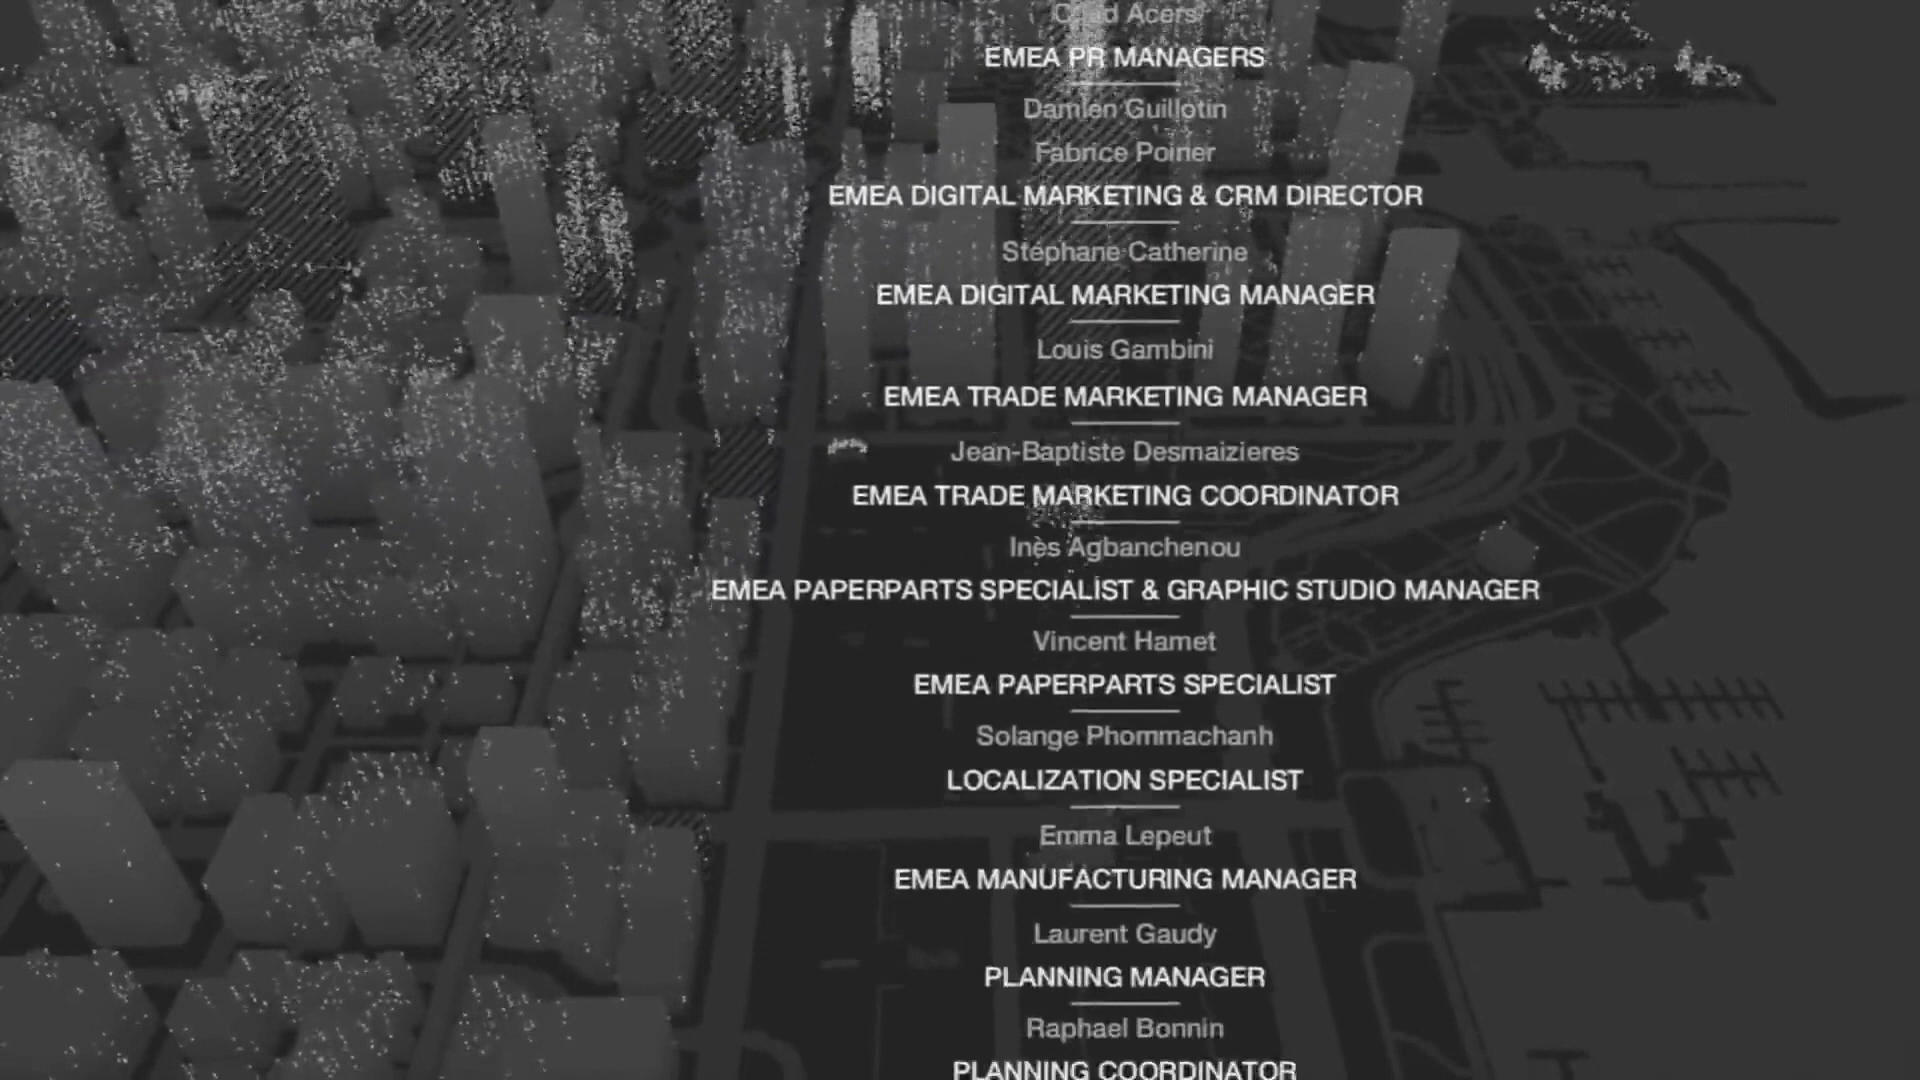 Chad Acers
EMEA PR MANAGERS
Damien Guillotin
Fabrice Poirier
EMEA DIGITAL MARKETING & CRM DIRECTOR
Stéphane Catherine
EMEA DIGITAL MARKETING MANAGER
Louis Gambini
EMEA TRADE MARKETING MANAGER
Jean-Baptiste Desmaizieres
EMEA TRADE MARKETING COORDINATOR
Inès Agbanchenou
EMEA PAPERPARTS SPECIALIST & GRAPHIC STUDIO MANAGER
Vincent Hamet
EMEA PAPERPARTS SPECIALIST
Solange Phommachanh
LOCALIZATION SPECIALIST
Emma Lepeut
EMEA MANUFACTURING MANAGER
Laurent Gaudy
PLANNING MANAGER
Raphael Bonnin
PLANNING COORDINATOR